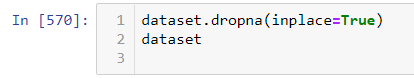 In [570]:
1 dataset.dropna(inplace=True)
2 dataset
3